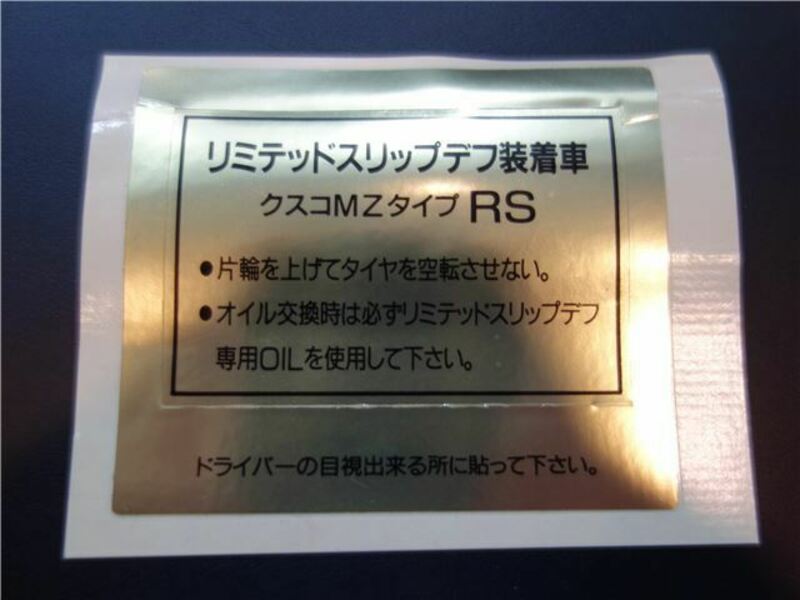 リミテッドスリップデフ装着車
クスコMZタイプ RS
●片輪を上げてタイヤを空転させない。
●オイル交換時は必ずリミテッドスリップデフ
専用OILを使用して下さい。
ドライバーの目視出来る所に貼って下さい。